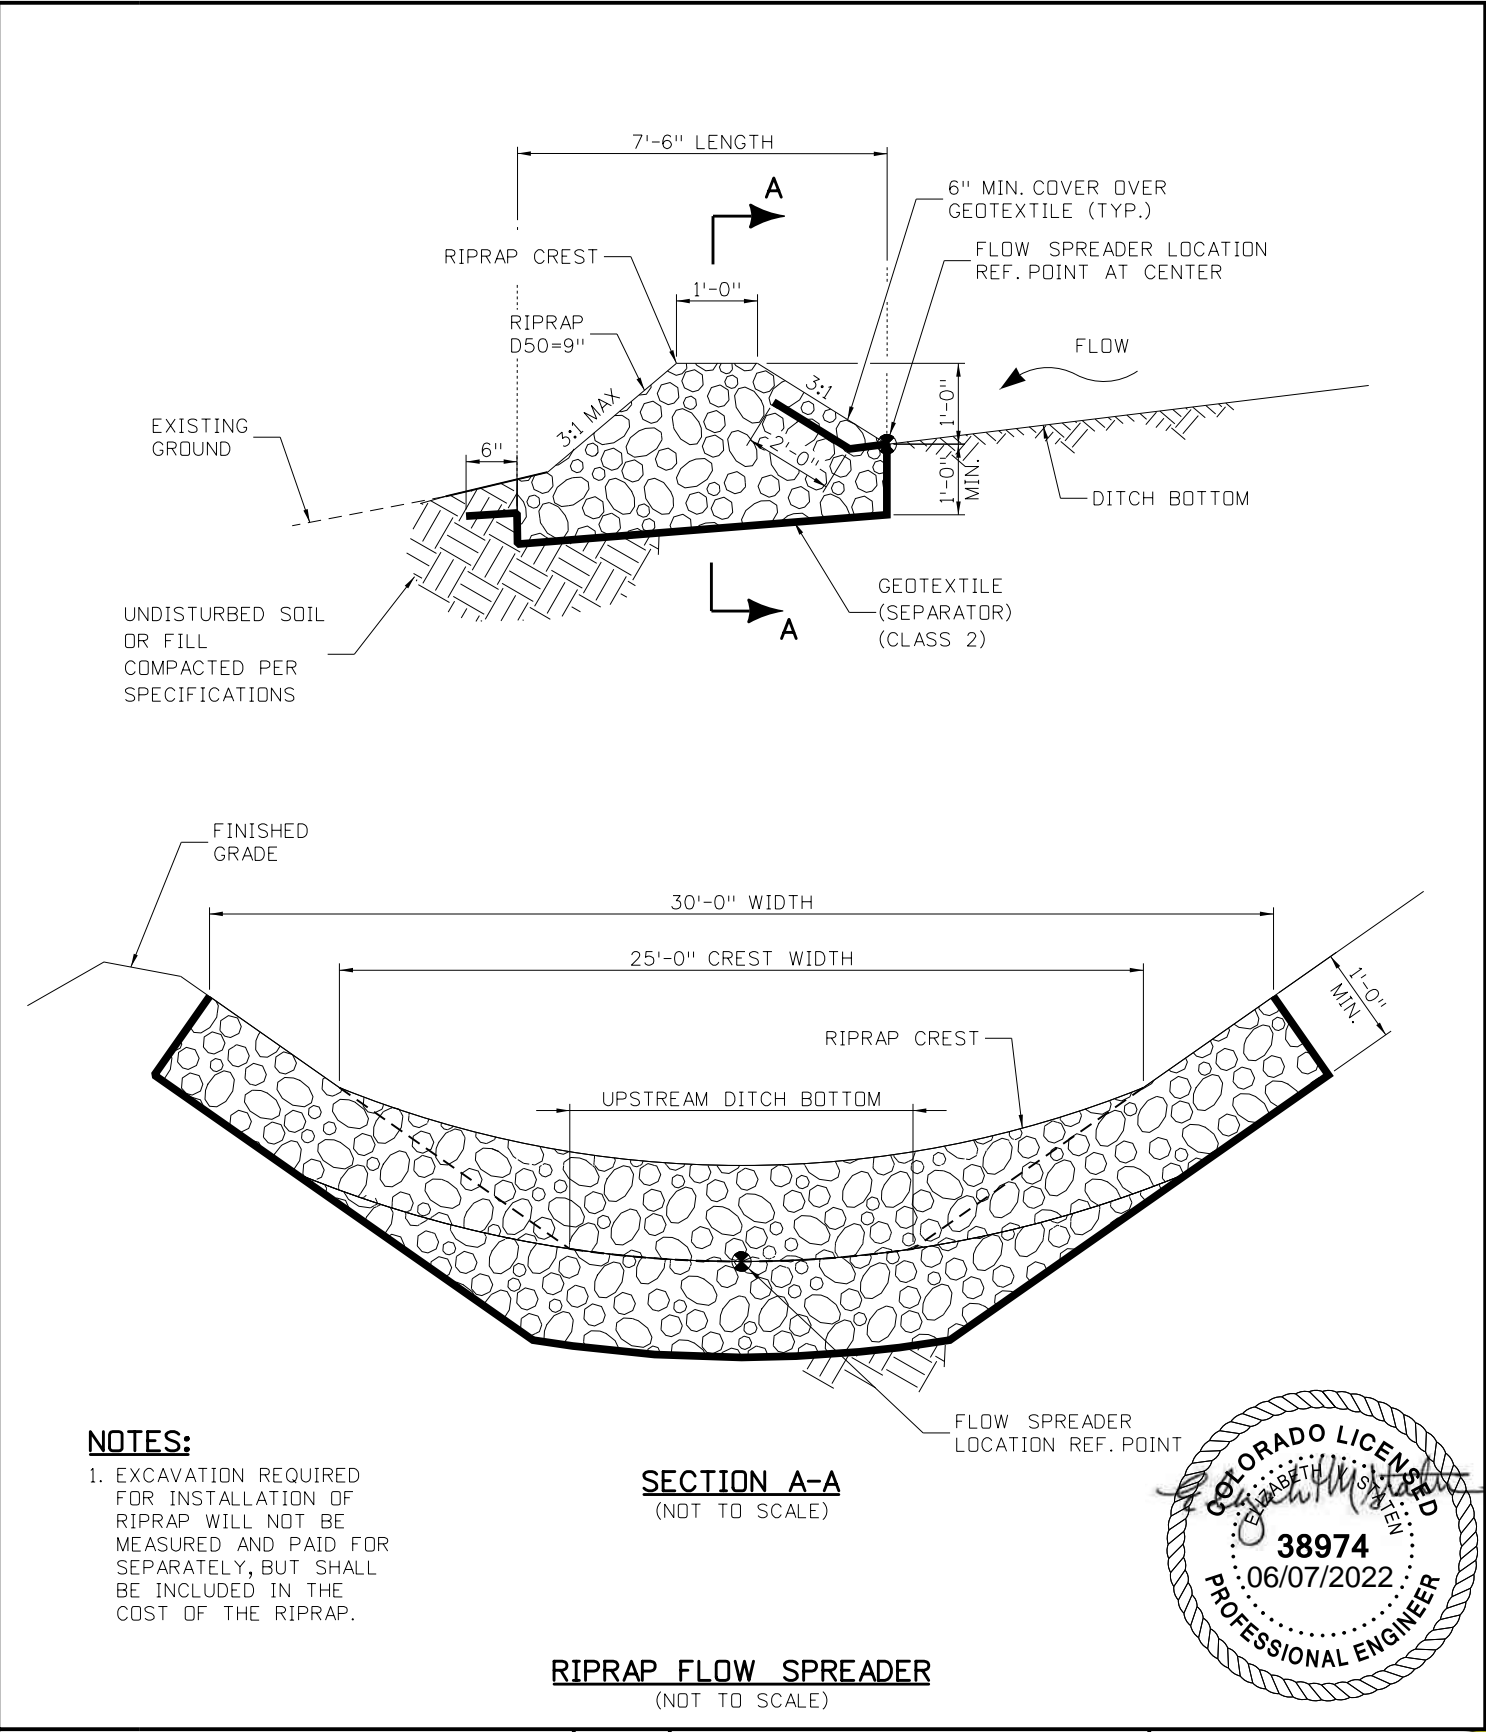 7'-6" LENGTH
A
6" MIN. COVER OVER
GEOTEXTILE (TYP.)
RIPRAP CREST
FLOW SPREADER LOCATION
REF. POINT AT CENTER
1'-0"
RIPRAP
D50=9"
FLOW
3:1
1'-0"
3:1 MAX
EXISTING
GROUND
6"
2'-0"
1'-0"
MIN.
DITCH BOTTOM
GEOTEXTILE
(SEPARATOR)
(CLASS 2)
A
UNDISTURBED SOIL
OR FILL
COMPACTED PER
SPECIFICATIONS
FINISHED
GRADE
30'-0" WIDTH
25'-0" CREST WIDTH
1'-0"
MIN.
RIPRAP CREST
UPSTREAM DITCH BOTTOM
FLOW SPREADER
LOCATION REF. POINT
NOTES:
1. EXCAVATION REQUIRED
FOR INSTALLATION OF
RIPRAP WILL NOT BE
MEASURED AND PAID FOR
SEPARATELY, BUT SHALL
BE INCLUDED IN THE
COST OF THE RIPRAP.
SECTION A-A
(NOT TO SCALE)
COLORADO LICENSED
ELIZABETH STATEN
38974
06/07/2022
PROFESSIONAL ENGINEER
RIPRAP FLOW SPREADER
(NOT TO SCALE)